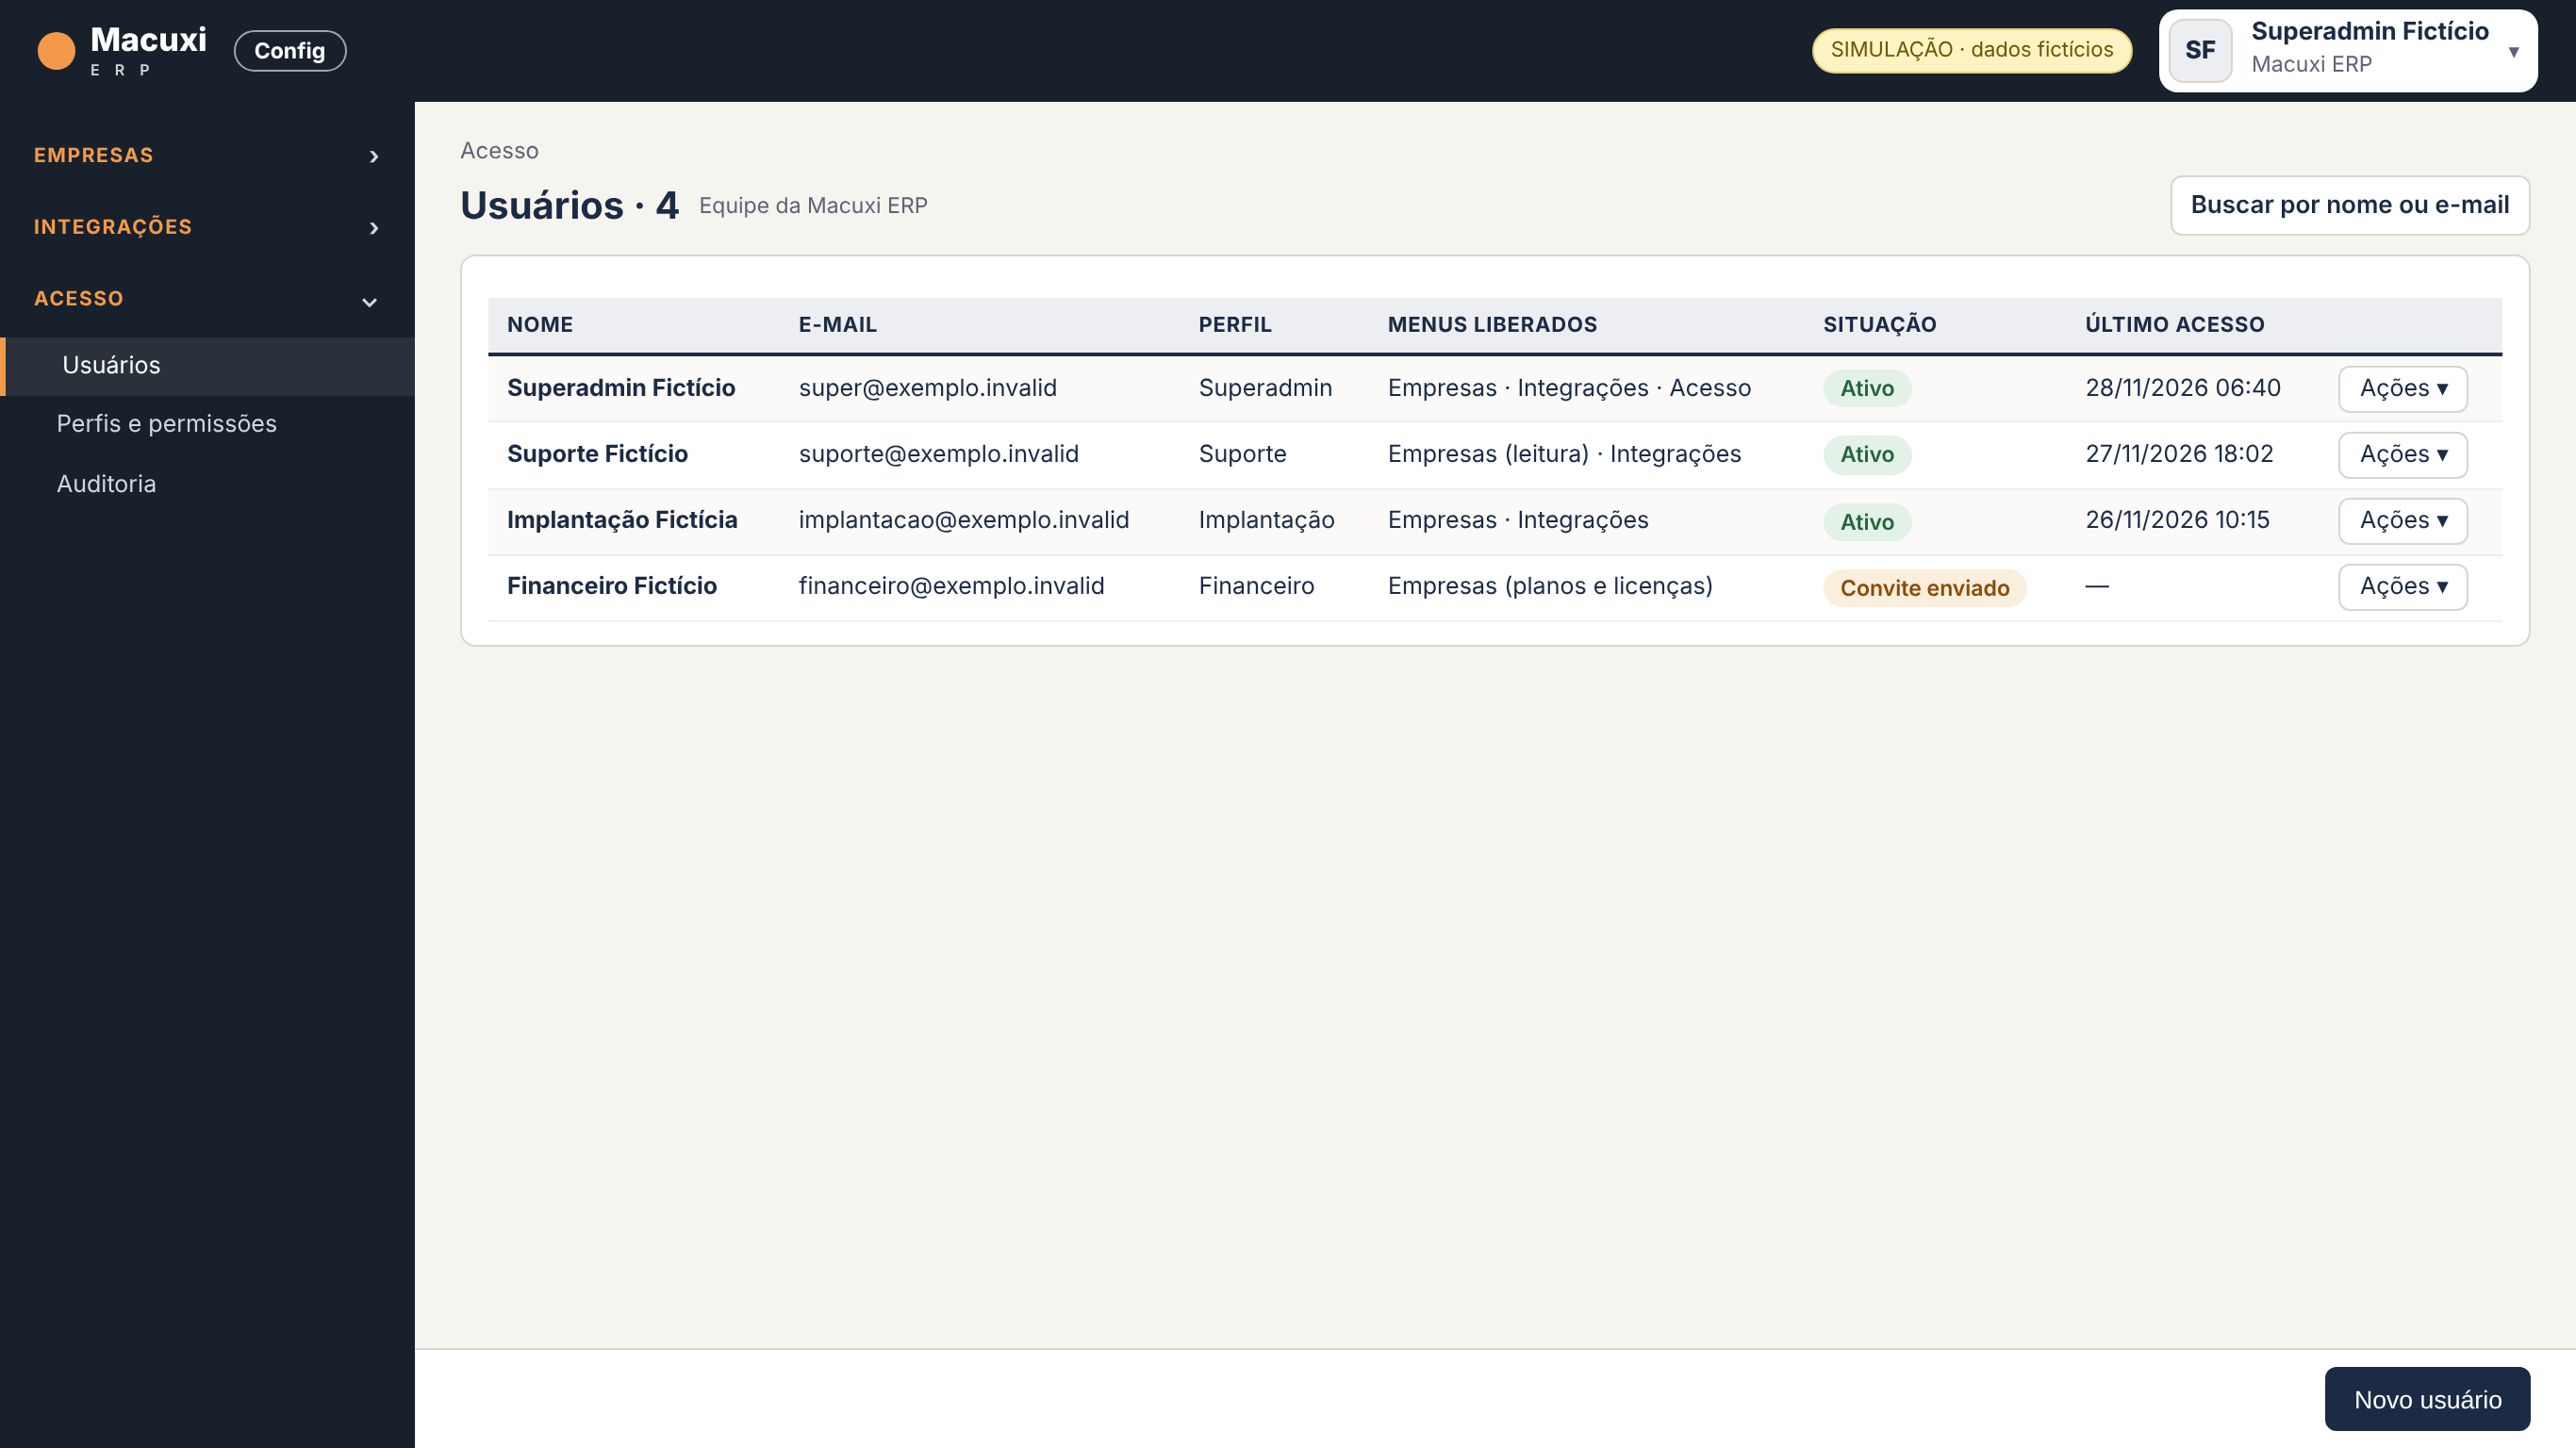 Macuxi
ERP
Config
SIMULAÇÃO · dados fictícios
SF
Superadmin Fictício
Macuxi ERP
▾
EMPRESAS ›
INTEGRAÇÕES ›
ACESSO
Usuários
Perfis e permissões
Auditoria
Acesso
Usuários · 4 Equipe da Macuxi ERP
Buscar por nome ou e-mail
NOME E-MAIL PERFIL MENUS LIBERADOS SITUAÇÃO ÚLTIMO ACESSO
Superadmin Fictício super@exemplo.invalid Superadmin Empresas · Integrações · Acesso Ativo 28/11/2026 06:40 Ações ▾
Suporte Fictício suporte@exemplo.invalid Suporte Empresas (leitura) · Integrações Ativo 27/11/2026 18:02 Ações ▾
Implantação Fictícia implantacao@exemplo.invalid Implantação Empresas · Integrações Ativo 26/11/2026 10:15 Ações ▾
Financeiro Fictício financeiro@exemplo.invalid Financeiro Empresas (planos e licenças) Convite enviado — Ações ▾
Novo usuário